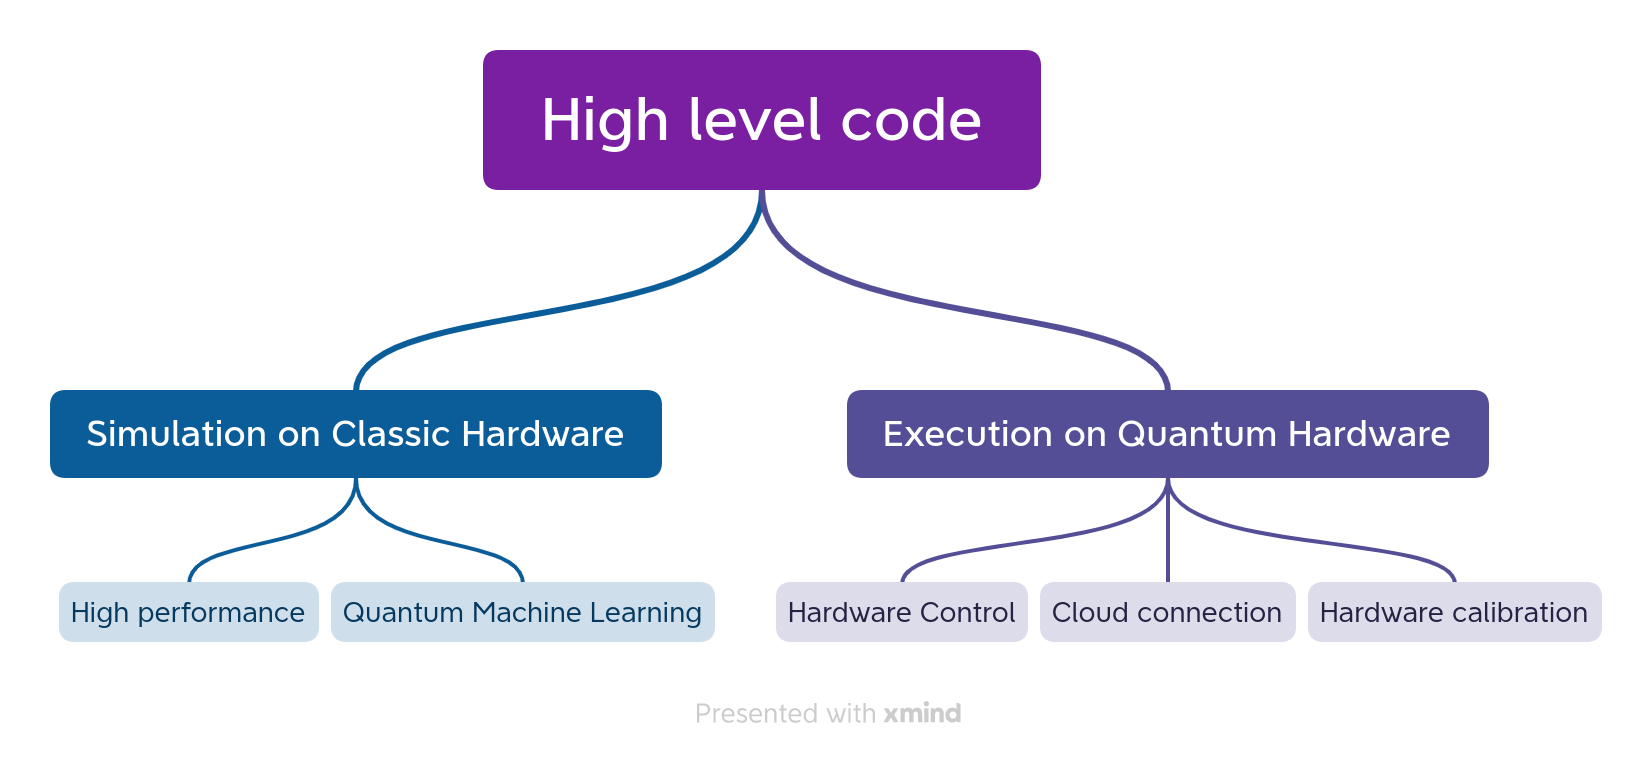 High level code
Simulation on Classic Hardware
Execution on Quantum Hardware
High performance
Quantum Machine Learning
Hardware Control
Cloud connection
Hardware calibration
Presented with xmind